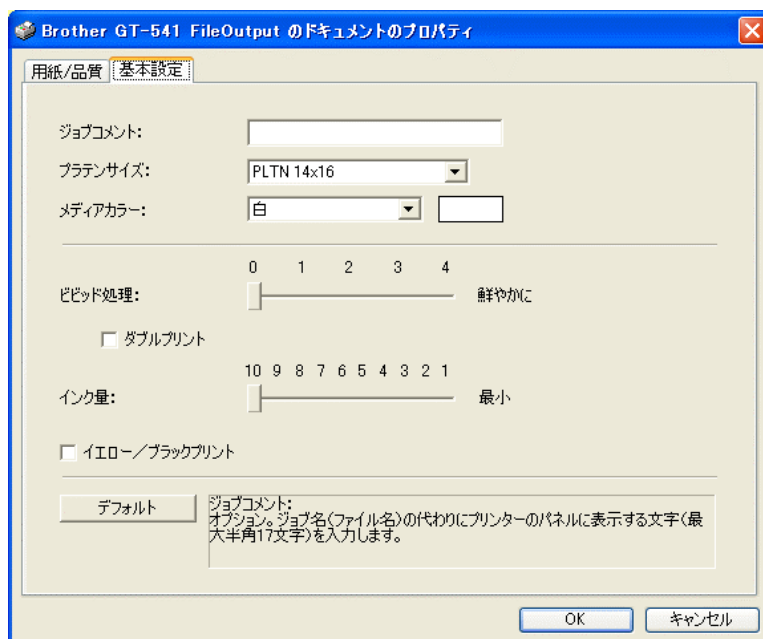 Brother GT-541 FileOutput のドキュメントのプロパティ
用紙/品質 基本設定
ジョブコメント:
プラテンサイズ: PLTN 14x16
メディアカラー: 白
0 1 2 3 4
ビビッド処理: 鮮やかに
ダブルプリント
10 9 8 7 6 5 4 3 2 1
インク量: 最小
イエロー／ブラックプリント
デフォルト
ジョブコメント:
オプション。ジョブ名(ファイル名)の代わりにプリンターのパネルに表示する文字(最
大半角17文字)を入力します。
OK キャンセル